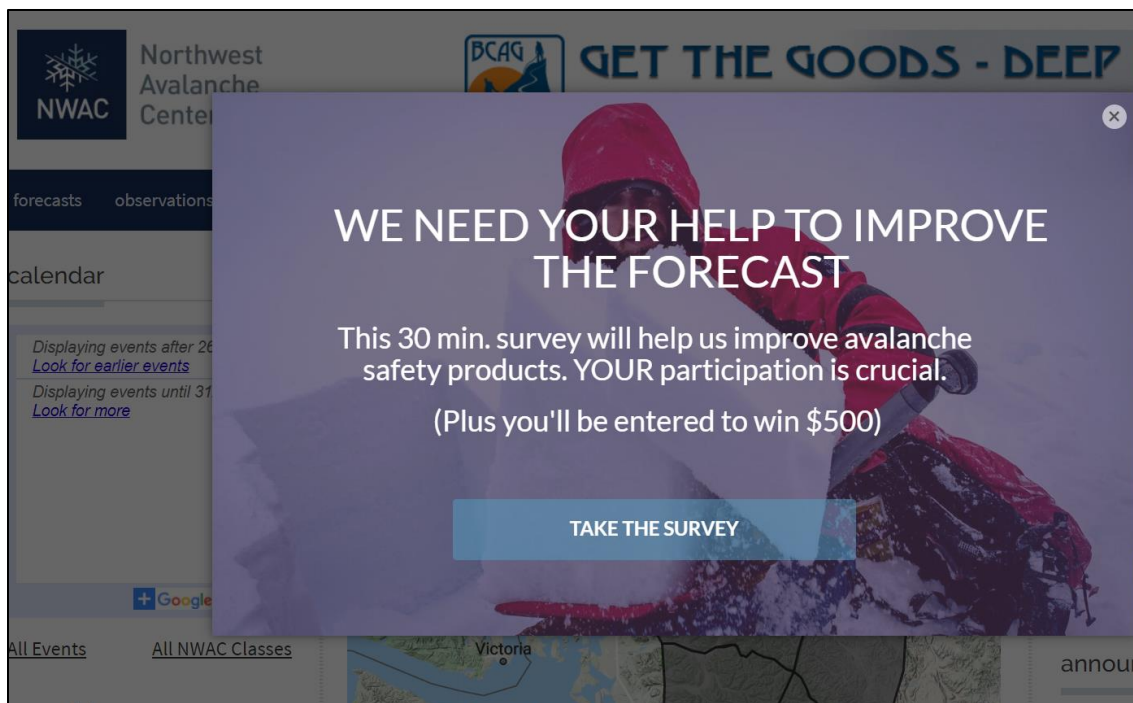 Northwest
Avalanche
Center
NWAC
BCAG
GET THE GOODS - DEEP
forecasts observations
calendar
Displaying events after 26
Look for earlier events
Displaying events until 31
Look for more
Google
All Events All NWAC Classes
WE NEED YOUR HELP TO IMPROVE
THE FORECAST
This 30 min. survey will help us improve avalanche
safety products. YOUR participation is crucial.
(Plus you'll be entered to win $500)
TAKE THE SURVEY
Victoria
annou